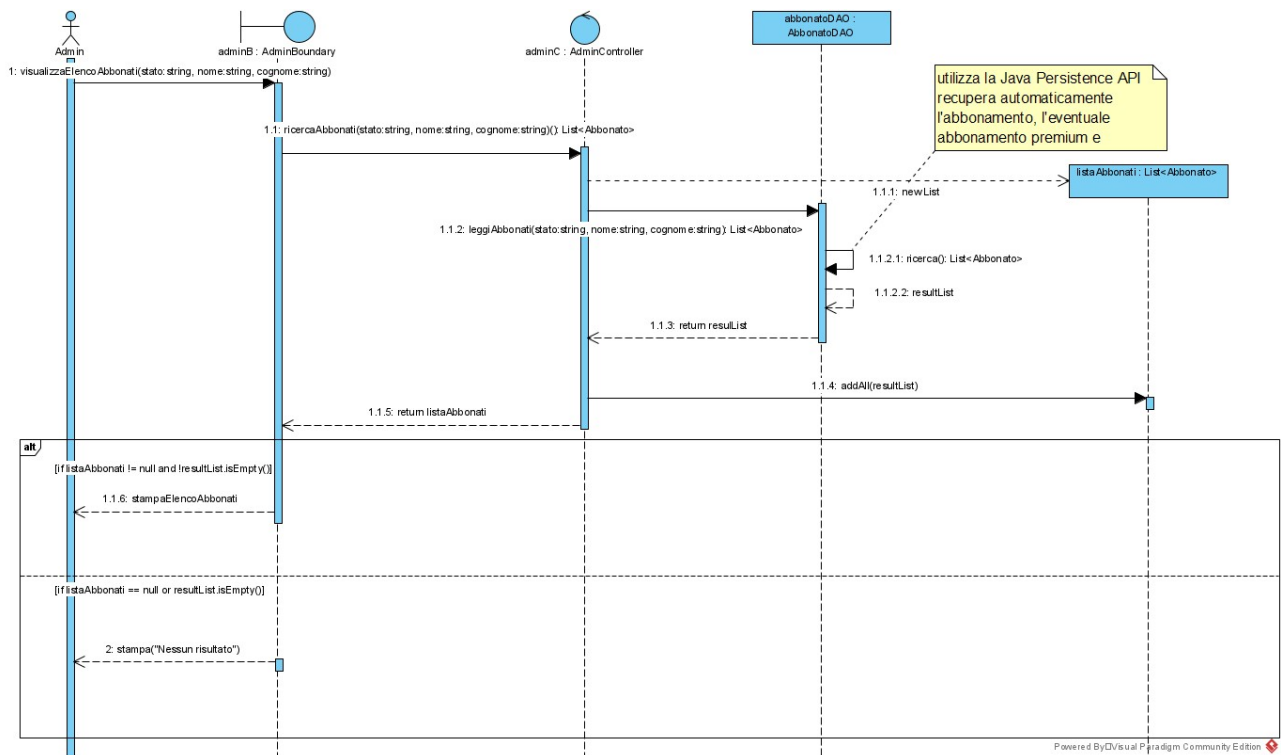 Admin
adminB : AdminBoundary
adminC : AdminController
abbonatoDAO :
AbbonatoDAO
1: visualizzaElencoAbbonati(stato:string, nome:string, cognome:string)
utilizza la Java Persistence API
recupera automaticamente
l'abbonamento, l'eventuale
abbonamento premium e
1.1: ricercaAbbonati(stato:string, nome:string, cognome:string)(): List<Abbonato>
listaAbbonati : List<Abbonato>
1.1.1: newList
1.1.2: leggiAbbonati(stato:string, nome:string, cognome:string): List<Abbonato>
1.1.2.1: ricerca(): List<Abbonato>
1.1.2.2: resultList
1.1.3: return resulList
1.1.4: addAll(resultList)
1.1.5: return listaAbbonati
alt
[if listaAbbonati != null and !resultList.isEmpty()]
1.1.6: stampaElencoAbbonati
[if listaAbbonati == null or resultList.isEmpty()]
2: stampa("Nessun risultato")
Powered By Visual Paradigm Community Edition